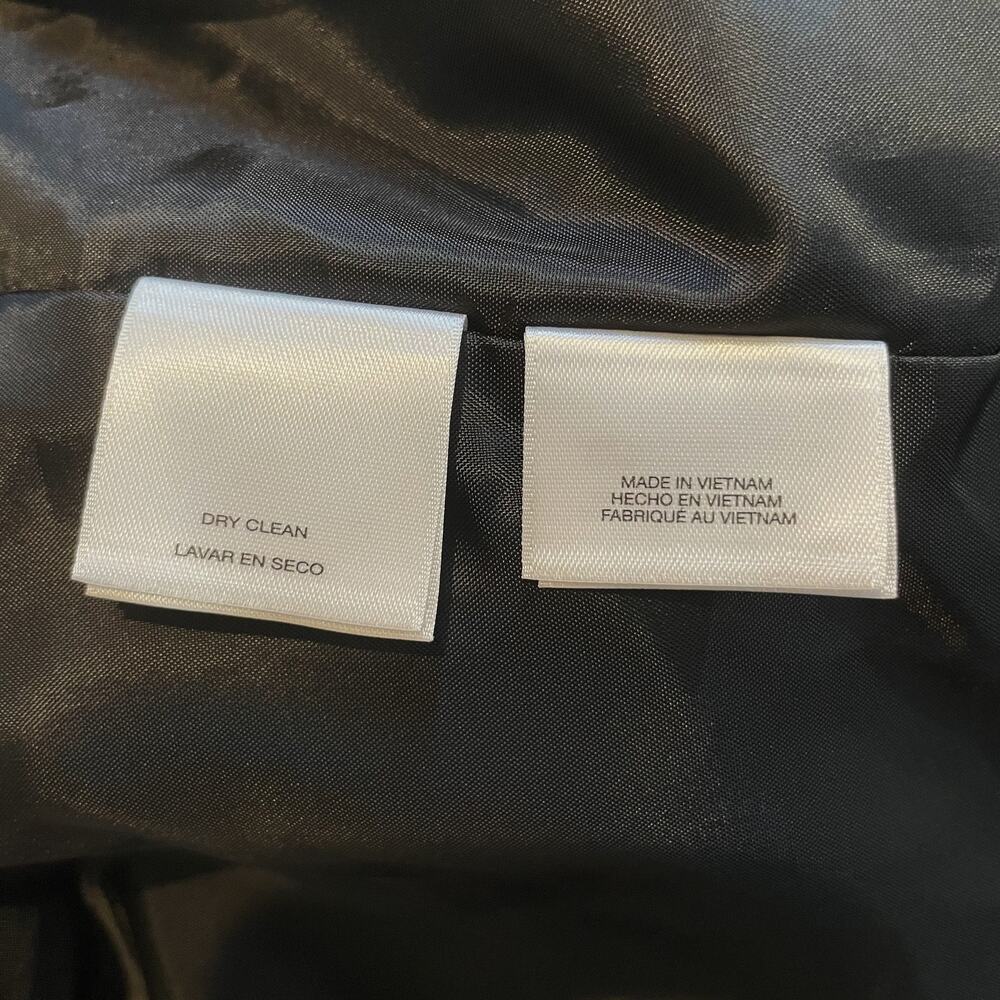 DRY CLEAN
LAVAR EN SECO
MADE IN VIETNAM
HECHO EN VIETNAM
FABRIQUÉ AU VIETNAM